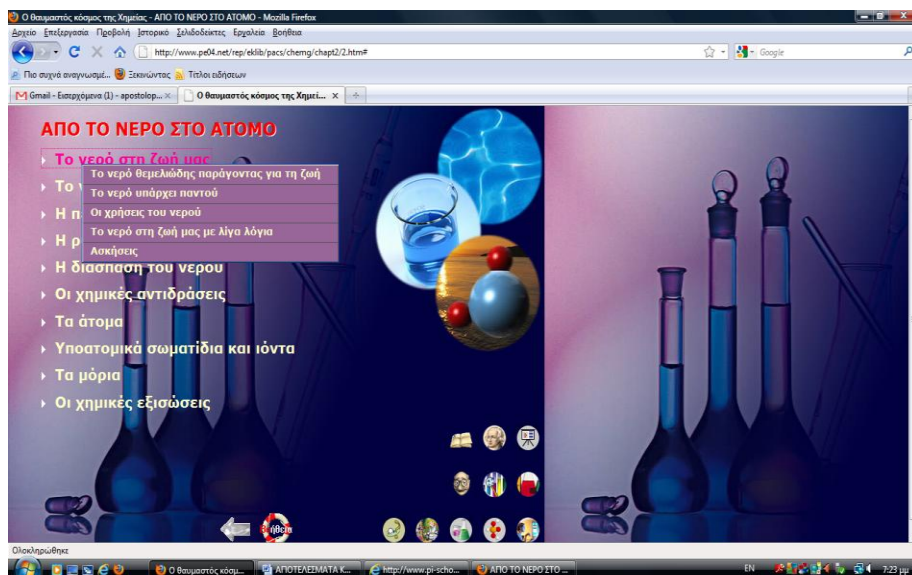 Ο θαυμαστός κόσμος της Χημείας - ΑΠΟ ΤΟ ΝΕΡΟ ΣΤΟ ΑΤΟΜΟ - Mozilla Firefox
Αρχείο Επεξεργασία Προβολή Ιστορικό Σελιδοδείκτες Εργαλεία Βοήθεια
http://www.pe04.net/rep/eklib/pacs/chemg/chapt2/2.htm#
Google
Πιο συχνά αναγνωσμέ... Ξεκινώντας Τίτλοι ειδήσεων
Gmail - Εισερχόμενα (1) - apostolop... Ο θαυμαστός κόσμος της Χημεί...
ΑΠΟ ΤΟ ΝΕΡΟ ΣΤΟ ΑΤΟΜΟ
Το νερό στη ζωή μας
Το νερό θεμελιώδης παράγοντας για τη ζωή
Το νερό υπάρχει παντού
Οι χρήσεις του νερού
Το νερό στη ζωή μας με λίγα λόγια
Ασκήσεις
Το
Η
Η
Η διάσπαση του νερού
Οι χημικές αντιδράσεις
Τα άτομα
Υποατομικά σωματίδια και ιόντα
Τα μόρια
Οι χημικές εξισώσεις
Βοήθεια
Ολοκληρώθηκε
Ο θαυμαστός κόσμ... ΑΠΟΤΕΛΕΣΜΑΤΑ Κ... http://www.pi-scho... ΑΠΟ ΤΟ ΝΕΡΟ ΣΤΟ ... EN 7:23 μμ